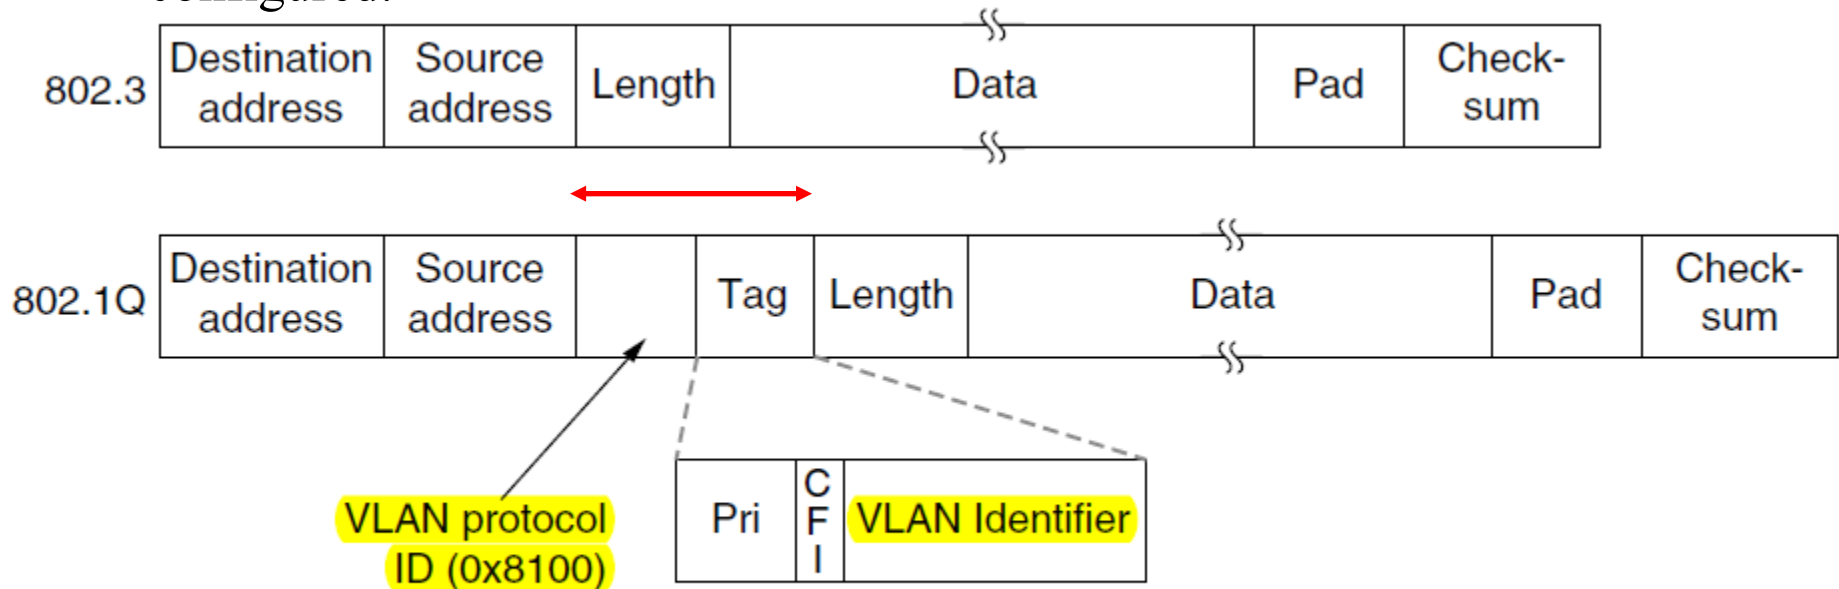 configured.
802.3
Destination
address
Source
address
Length
Data
Pad
Check-
sum
802.1Q
Destination
address
Source
address
Tag
Length
Data
Pad
Check-
sum
VLAN protocol
ID (0x8100)
Pri
C
F
I
VLAN Identifier